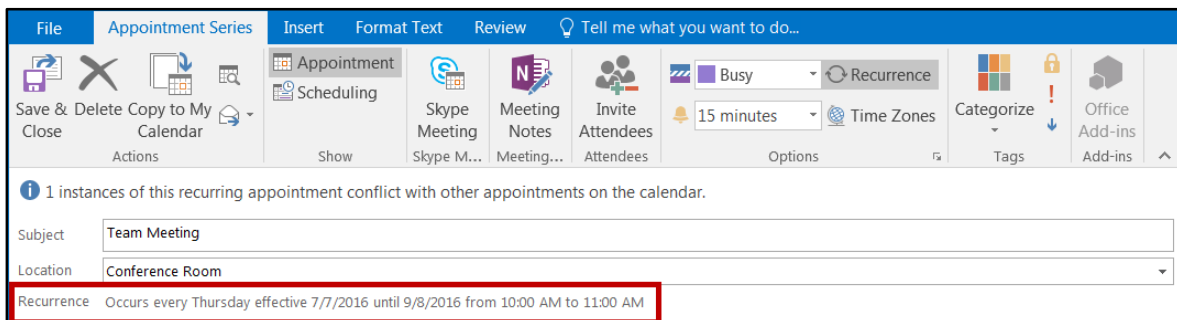 File Appointment Series Insert Format Text Review Tell me what you want to do...
Appointment Busy Recurrence
Scheduling
Save & Close Delete Copy to My Calendar Skype Meeting Meeting Notes Invite Attendees 15 minutes Time Zones Categorize Office Add-ins
Actions Show Skype M... Meeting... Attendees Options Tags Add-ins
1 instances of this recurring appointment conflict with other appointments on the calendar.
Subject Team Meeting
Location Conference Room
Recurrence Occurs every Thursday effective 7/7/2016 until 9/8/2016 from 10:00 AM to 11:00 AM